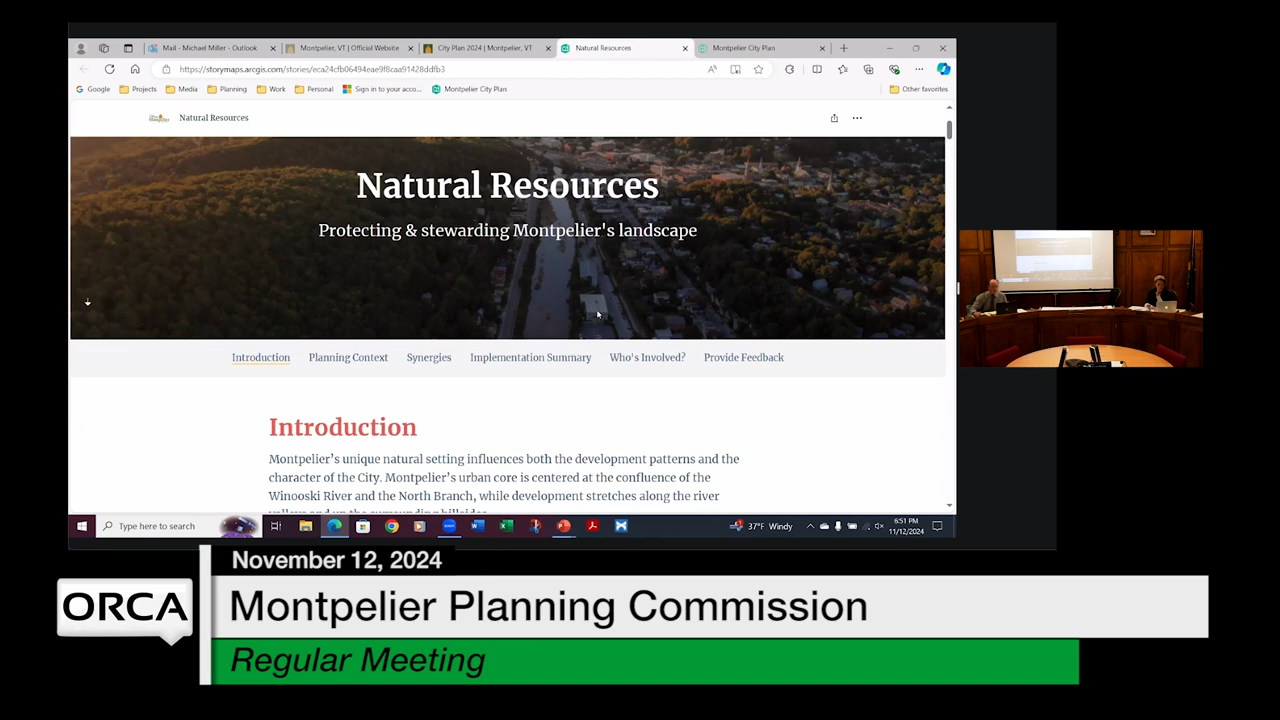 Mail - Michael Miller - Outlook
Montpelier, VT | Official Website
City Plan 2024 | Montpelier, VT
Natural Resources
Montpelier City Plan
https://storymaps.arcgis.com/stories/eca24cfb06494eae9f8caa91428ddfb3
Google
Projects
Media
Planning
Work
Personal
Sign in to your acco...
Montpelier City Plan
Other favorites
Natural Resources
Natural Resources
Protecting & stewarding Montpelier's landscape
Introduction
Planning Context
Synergies
Implementation Summary
Who's Involved?
Provide Feedback
Introduction
Montpelier's unique natural setting influences both the development patterns and the
character of the City. Montpelier's urban core is centered at the confluence of the
Winooski River and the North Branch, while development stretches along the river
valleys and up the surrounding hillsides.
Type here to search
37°F Windy
6:51 PM
11/12/2024
November 12, 2024
ORCA
Montpelier Planning Commission
Regular Meeting